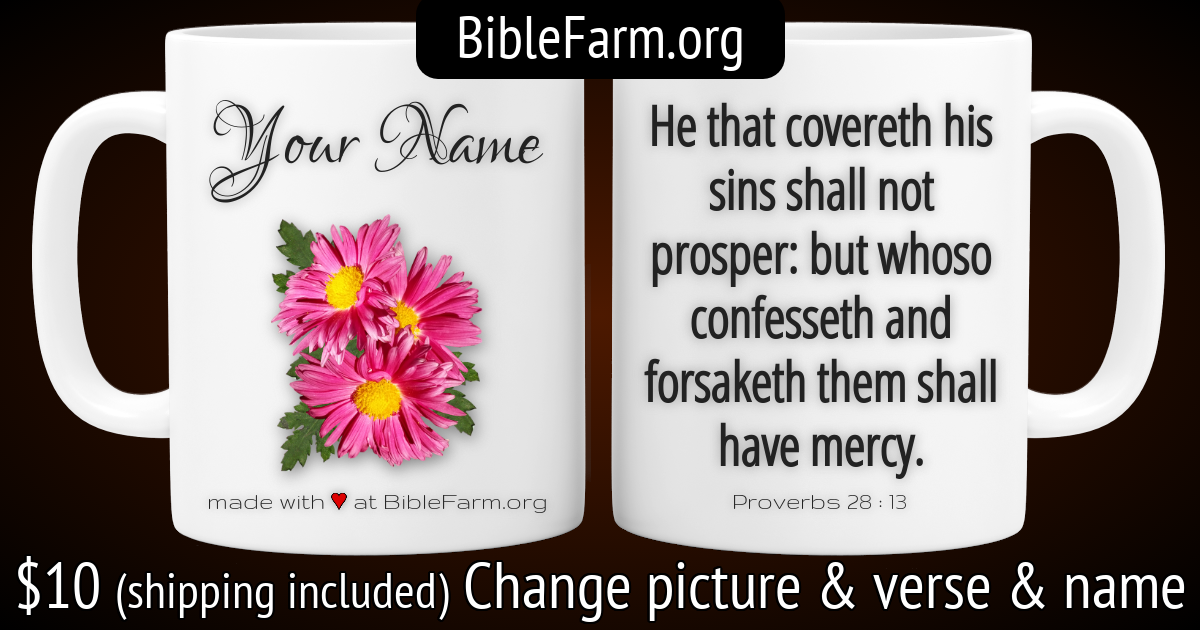 BibleFarm.org
Your Name
made with ♥ at BibleFarm.org
He that covereth his
sins shall not
prosper: but whoso
confesseth and
forsaketh them shall
have mercy.
Proverbs 28 : 13
$10 (shipping included) Change picture & verse & name